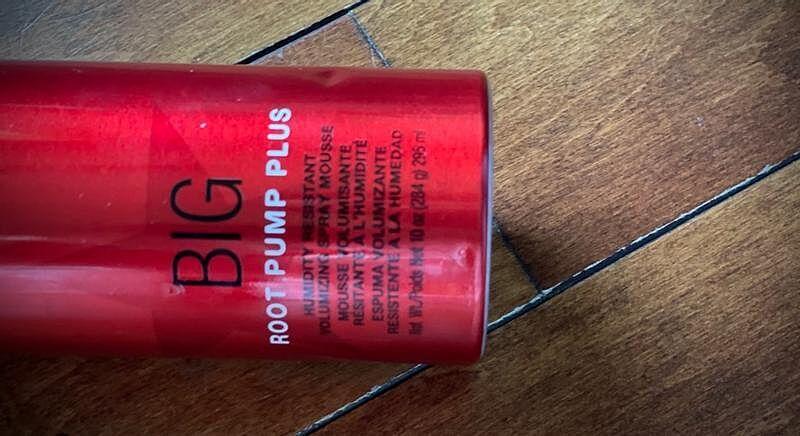 BIG
ROOT PUMP PLUS
HUMIDITY RESISTANT
VOLUMIZING SPRAY MOUSSE
MOUSSE VOLUMISANTE
RÉSITANTE À L'HUMIDITÉ
ESPUMA VOLUMIZANTE
RESISTENTE A LA HUMEDAD
Net Wt./Poids Net 10 oz (284 g) 295 ml